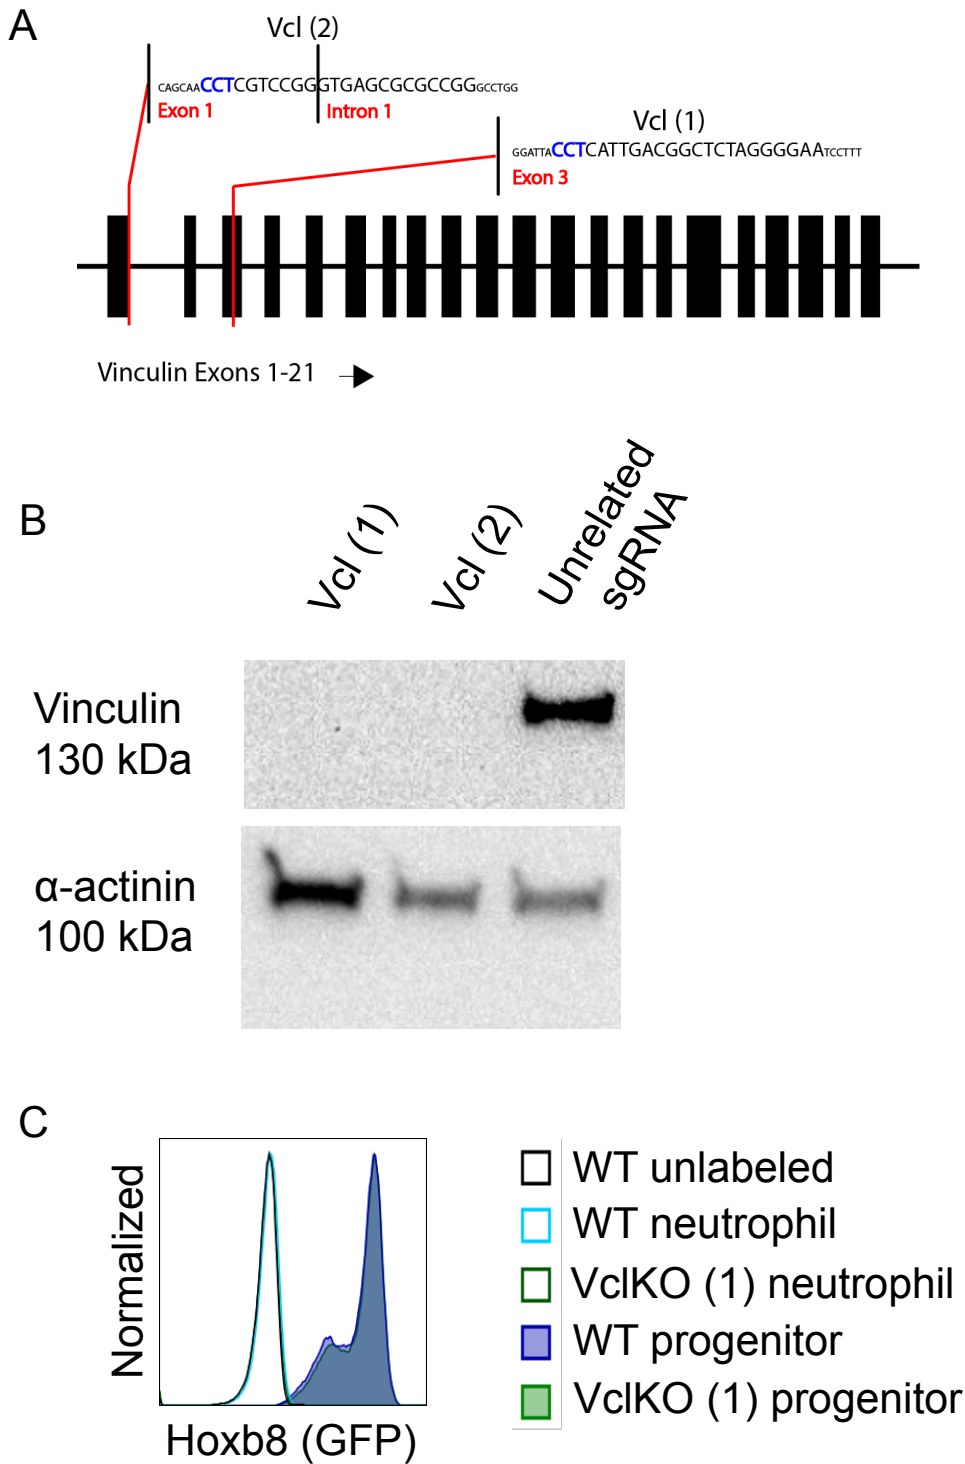 A
Vcl (2)
CAGCAACCTCGTCCGGGTGAGCGCGCCGGGCCTGG
Exon 1 Intron 1
Vcl (1)
GGATTACCTCATTGACGGCTCTAGGGGAATCCTTT
Exon 3
Vinculin Exons 1-21
B
Vcl (1)
Vcl (2)
Unrelated
sgRNA
Vinculin
130 kDa
α-actinin
100 kDa
C
Normalized
Hoxb8 (GFP)
WT unlabeled
WT neutrophil
VclKO (1) neutrophil
WT progenitor
VclKO (1) progenitor